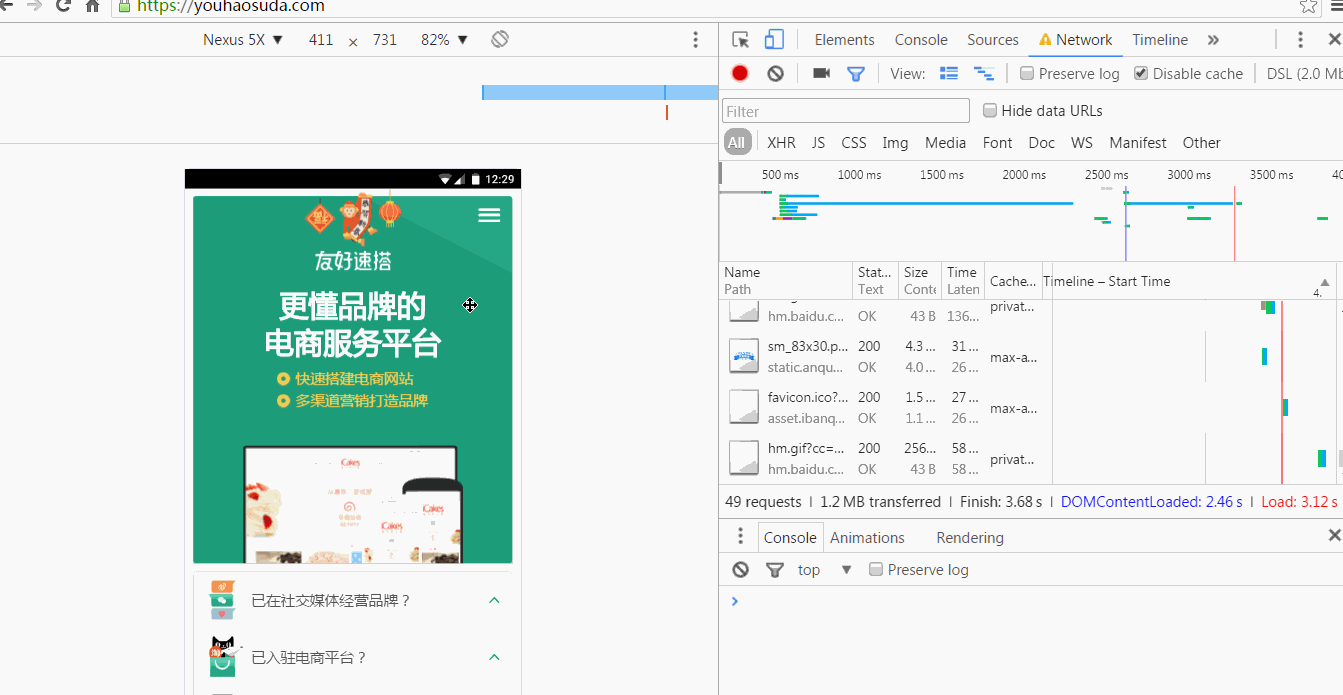 https://youhaosuda.com
Nexus 5X ▼ 411 × 731 82% ▼
Elements Console Sources Network Timeline »
View: Preserve log Disable cache DSL (2.0 Mb
Filter Hide data URLs
All XHR JS CSS Img Media Font Doc WS Manifest Other
500 ms 1000 ms 1500 ms 2000 ms 2500 ms 3000 ms 3500 ms 40
Name Stat... Size Time Cache... Timeline – Start Time
Path Text Conte Laten 4.
hm.baidu.c... OK 43 B 136... privat...
sm_83x30.p... 200 4.3 ... 31 ...
static.anqu... OK 4.0 ... 26 ... max-a...
favicon.ico?... 200 1.5 ... 27 ...
asset.ibanq... OK 1.1 ... 26 ... max-a...
hm.gif?cc=... 200 256... 58 ...
hm.baidu.c... OK 43 B 58 ... privat...
49 requests | 1.2 MB transferred | Finish: 3.68 s | DOMContentLoaded: 2.46 s | Load: 3.12 s
Console Animations Rendering
top ▼ Preserve log
12:29
友好速搭
更懂品牌的
电商服务平台
快速搭建电商网站
多渠道营销打造品牌
iCakes
iCakes
iCakes
已在社交媒体经营品牌？
已入驻电商平台？